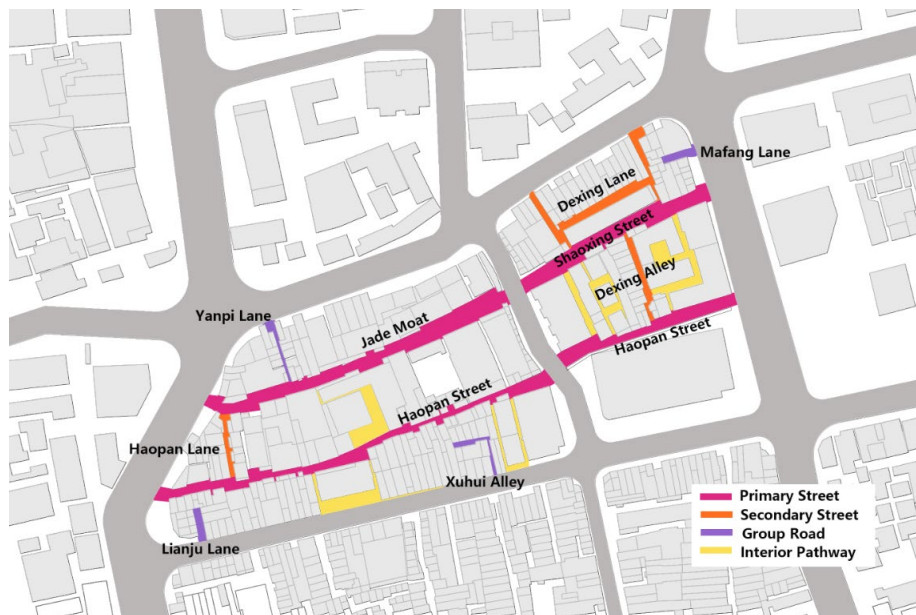 Mafang Lane
Dexing Lane
Shaoxing Street
Dexing Alley
Yanpi Lane
Jade Moat
Haopan Street
Haopan Street
Haopan Lane
Xuhui Alley
Lianju Lane
Primary Street
Secondary Street
Group Road
Interior Pathway